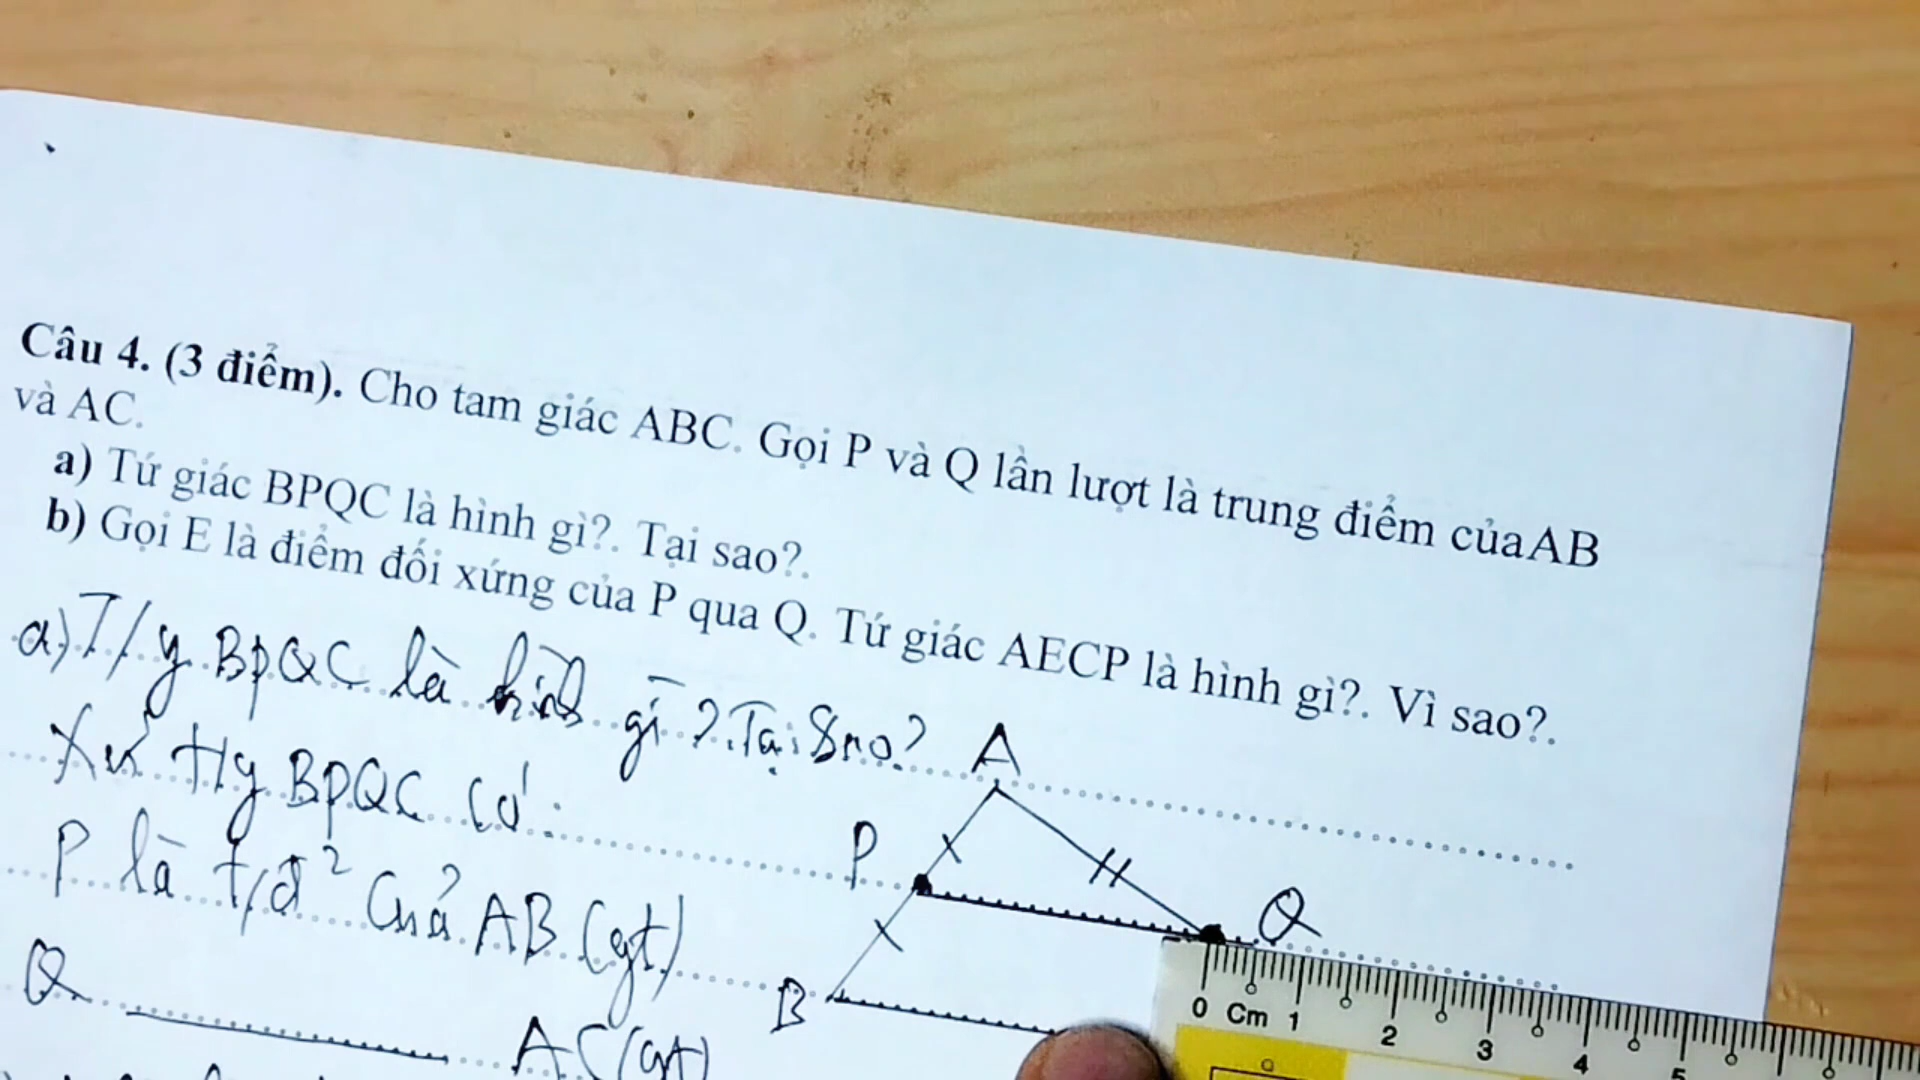 Câu 4. (3 điểm). Cho tam giác ABC. Gọi P và Q lần lượt là trung điểm củaAB
và AC.
a) Tứ giác BPQC là hình gì?. Tại sao?.
b) Gọi E là điểm đối xứng của P qua Q. Tứ giác AECP là hình gì?. Vì sao?.
a) T/g BPQC là hình gì? Tại sao?
Xét t/g BPQC có:
P là t/đ² của AB (gt)
Q AC (gt)
A
P
Q
B
0 Cm 1 2 3 4 5